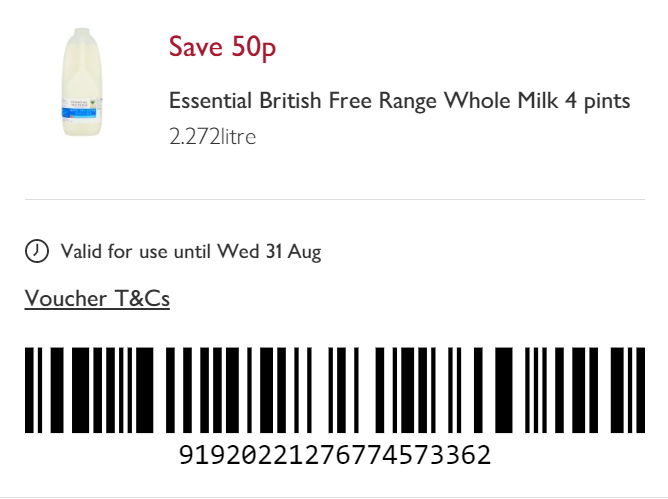 Save 50p
Essential British Free Range Whole Milk 4 pints
2.272litre
Valid for use until Wed 31 Aug
Voucher T&Cs
91920221276774573362